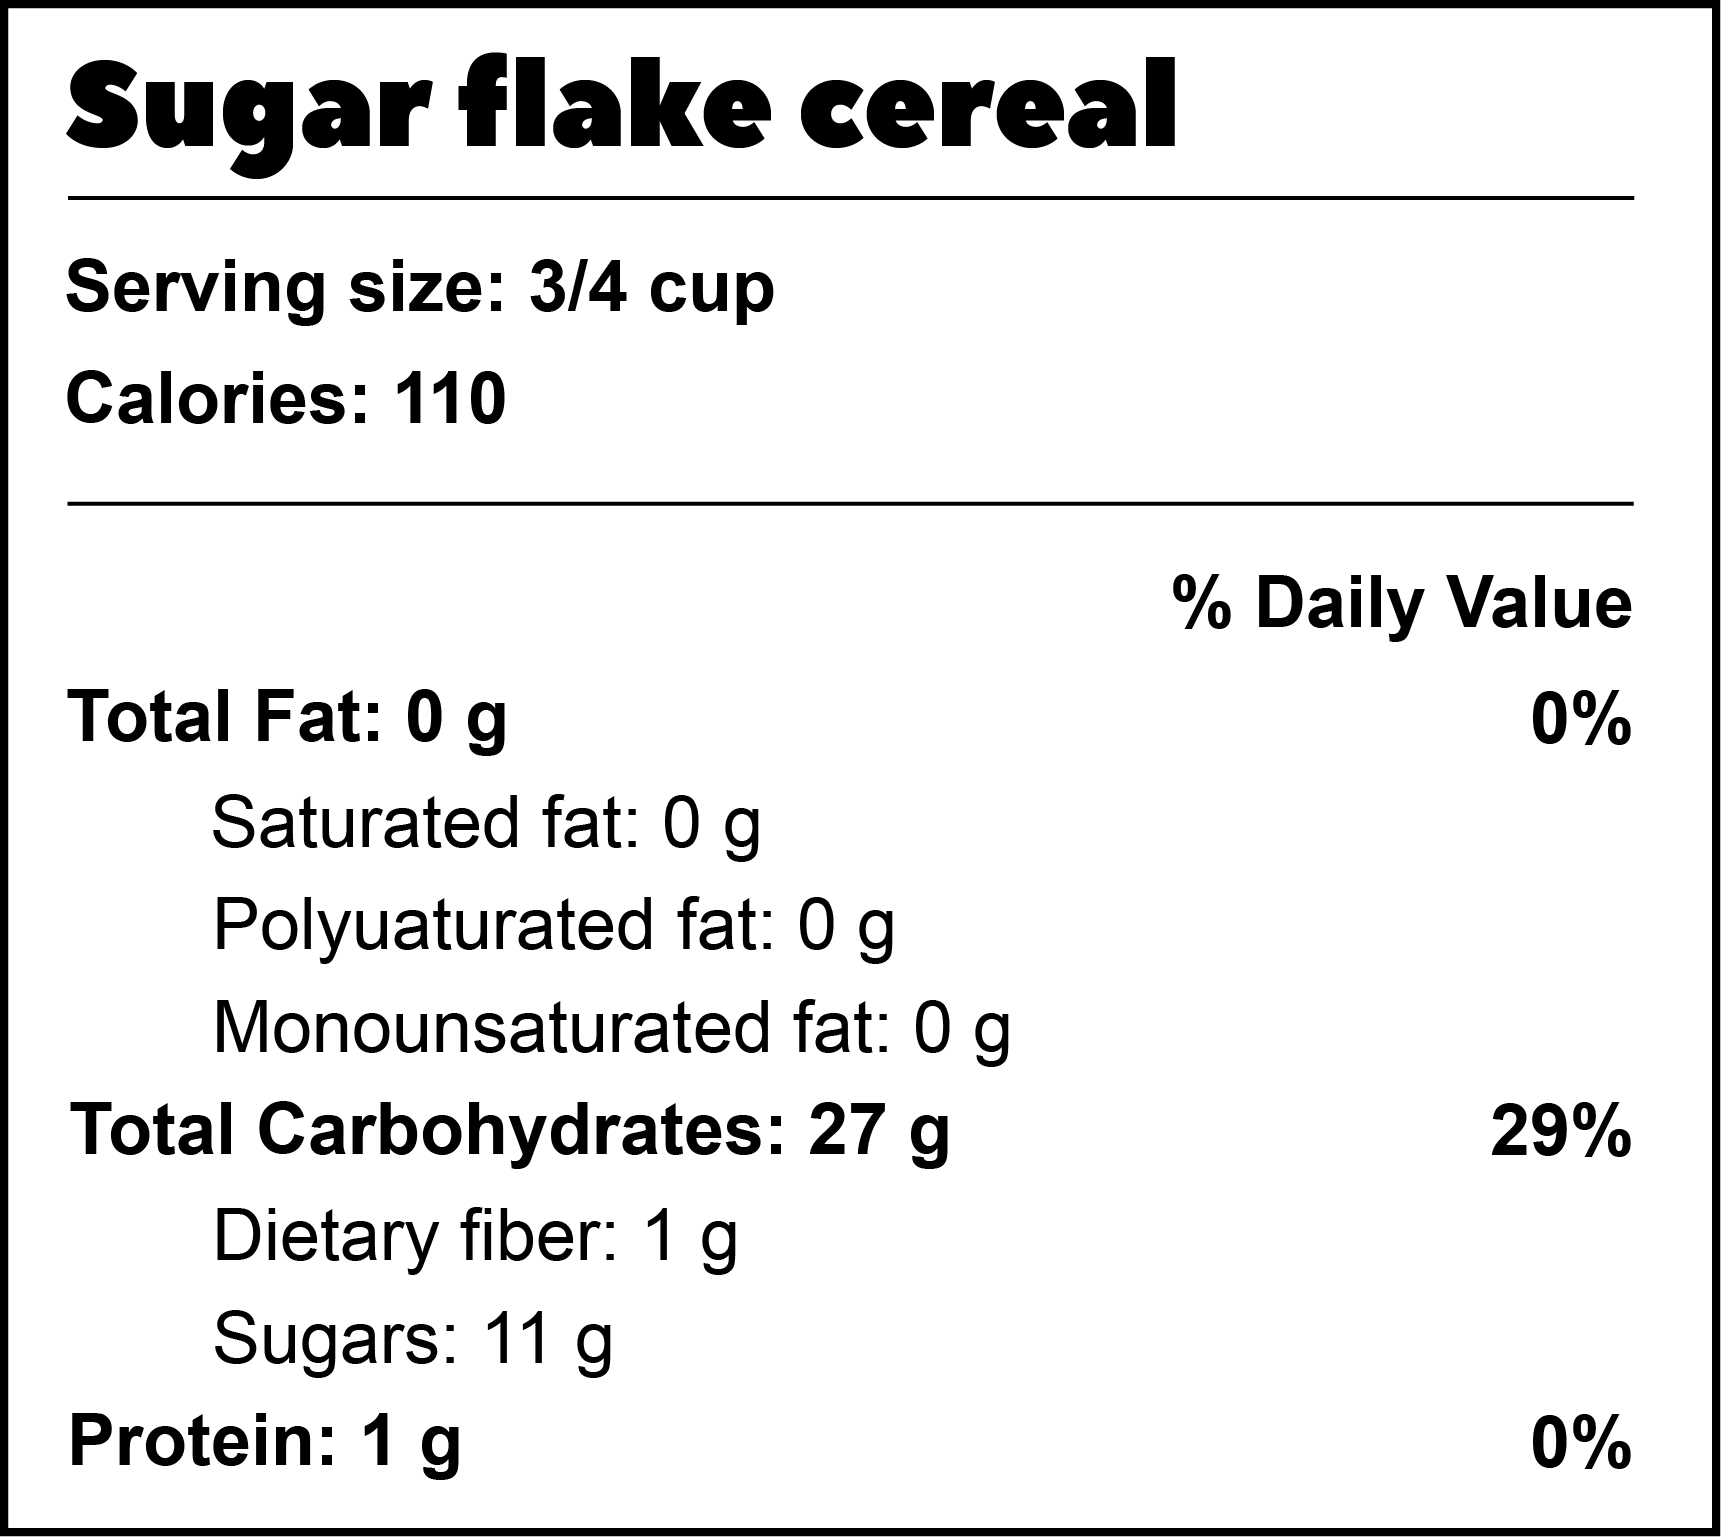 Sugar flake cereal
Serving size: 3/4 cup
Calories: 110
% Daily Value
Total Fat: 0 g 0%
Saturated fat: 0 g
Polyuaturated fat: 0 g
Monounsaturated fat: 0 g
Total Carbohydrates: 27 g 29%
Dietary fiber: 1 g
Sugars: 11 g
Protein: 1 g 0%